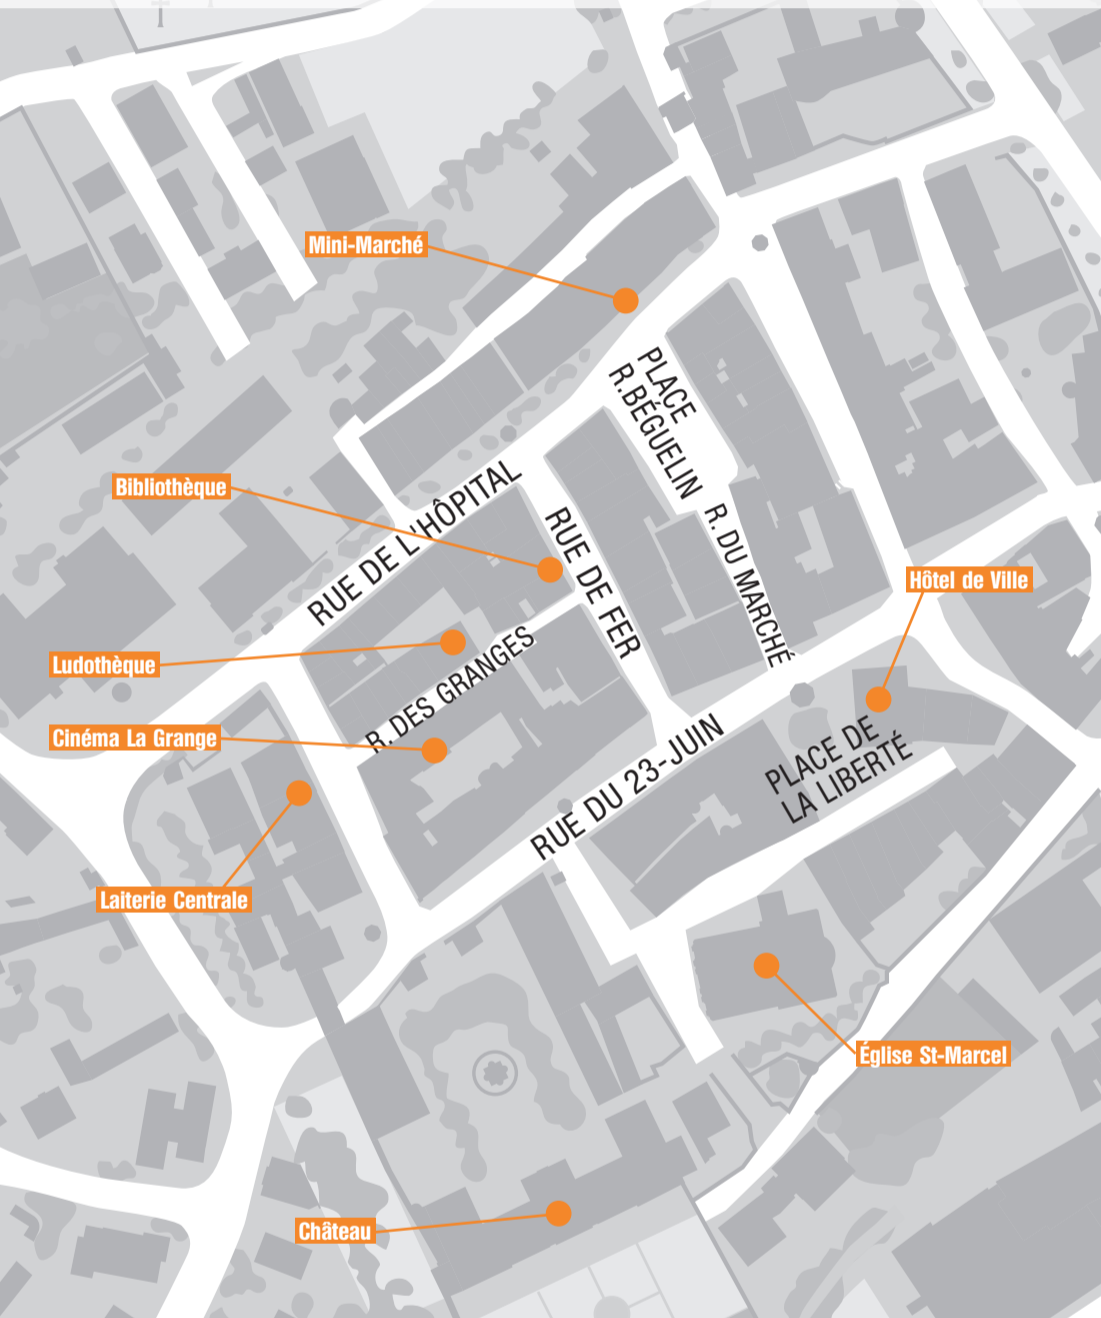 Mini-Marché
PLACE
R.BÉGUELIN
Bibliothèque
RUE DE L'HÔPITAL
RUE DE FER
R. DU MARCHÉ
Hôtel de Ville
Ludothèque
R. DES GRANGES
Cinéma La Grange
RUE DU 23-JUIN
PLACE DE
LA LIBERTÉ
Laiterie Centrale
Église St-Marcel
Château